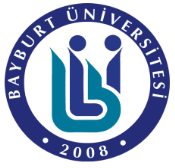 BAYBURT ÜNİVERSİTESİ
• 2008 •